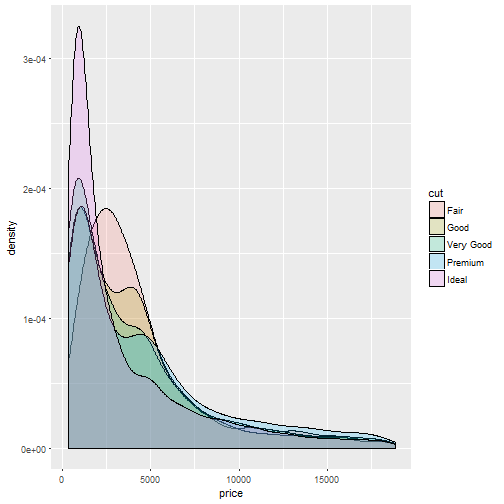 3e-04
2e-04
1e-04
0e+00
density
0
5000
10000
15000
price
cut
Fair
Good
Very Good
Premium
Ideal